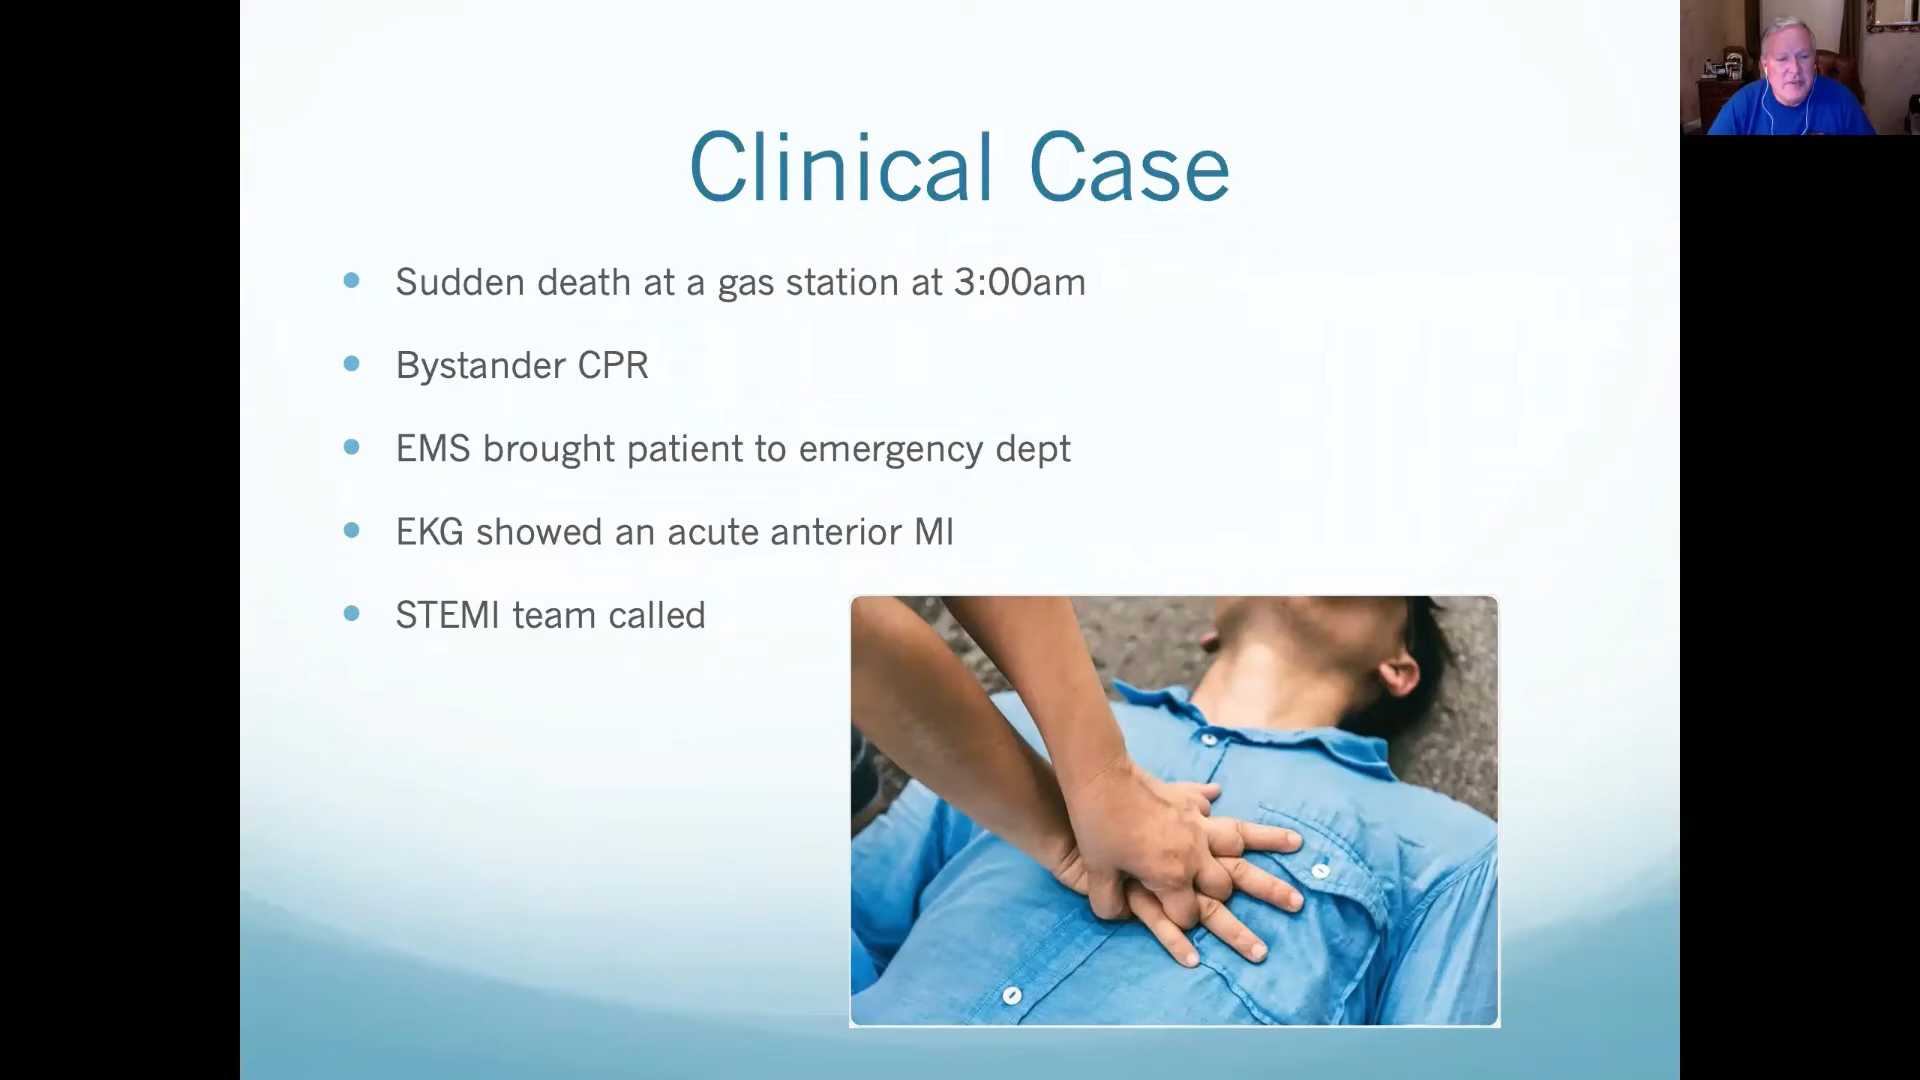 Clinical Case
Sudden death at a gas station at 3:00am
Bystander CPR
EMS brought patient to emergency dept
EKG showed an acute anterior MI
STEMI team called